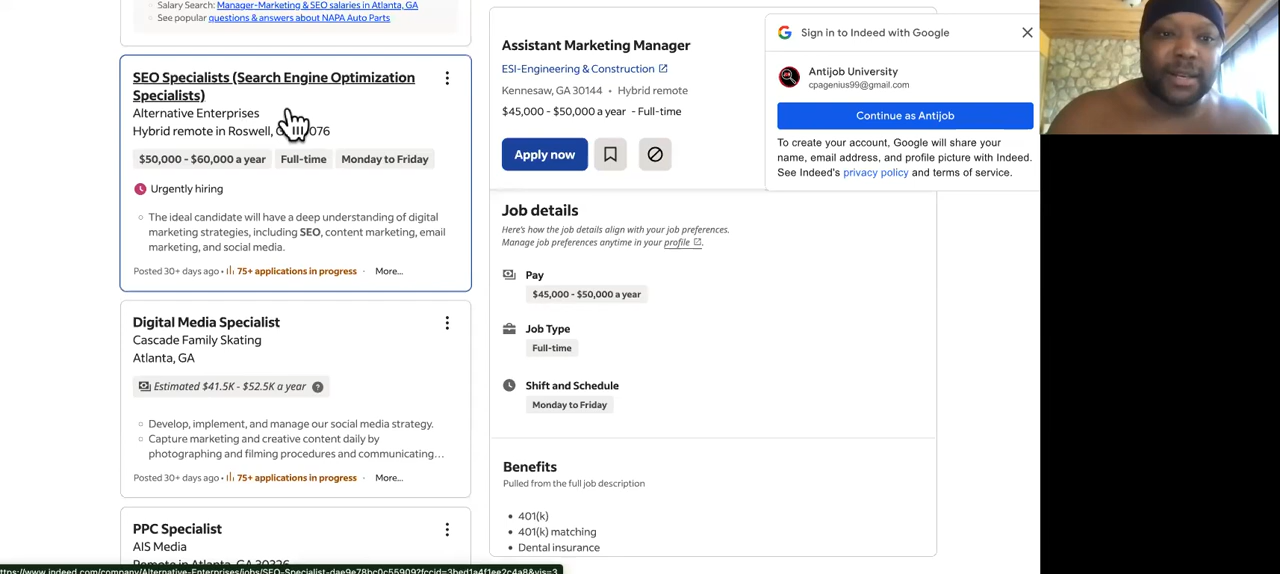 Salary Search: Manager-Marketing & SEO salaries in Atlanta, GA
See popular questions & answers about NAPA Auto Parts
SEO Specialists (Search Engine Optimization
Specialists)
Alternative Enterprises
Hybrid remote in Roswell, 076
$50,000 - $60,000 a year
Full-time
Monday to Friday
Urgently hiring
The ideal candidate will have a deep understanding of digital
marketing strategies, including SEO, content marketing, email
marketing, and social media.
Posted 30+ days ago • 75+ applications in progress · More...
Digital Media Specialist
Cascade Family Skating
Atlanta, GA
Estimated $41.5K - $52.5K a year ?
Develop, implement, and manage our social media strategy.
Capture marketing and creative content daily by
photographing and filming procedures and communicating...
Posted 30+ days ago • 75+ applications in progress · More...
PPC Specialist
AIS Media
Remote in Atlanta, GA 30326
Assistant Marketing Manager
ESI-Engineering & Construction
Kennesaw, GA 30144 • Hybrid remote
$45,000 - $50,000 a year - Full-time
Apply now
Job details
Here's how the job details align with your job preferences.
Manage job preferences anytime in your profile.
Pay
$45,000 - $50,000 a year
Job Type
Full-time
Shift and Schedule
Monday to Friday
Benefits
Pulled from the full job description
401(k)
401(k) matching
Dental insurance
Sign in to Indeed with Google
Antijob University
cpagenius99@gmail.com
Continue as Antijob
To create your account, Google will share your
name, email address, and profile picture with Indeed.
See Indeed's privacy policy and terms of service.